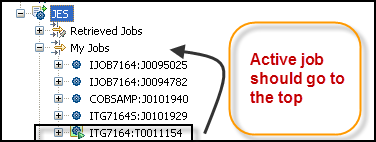 JES
Retrieved Jobs
My Jobs
IJOB7164:J0095025
IJOB7164:J0094782
COBSAMP:J0101940
ITG7164S:J0101929
ITG7164:T0011154
Active job
should go to
the top